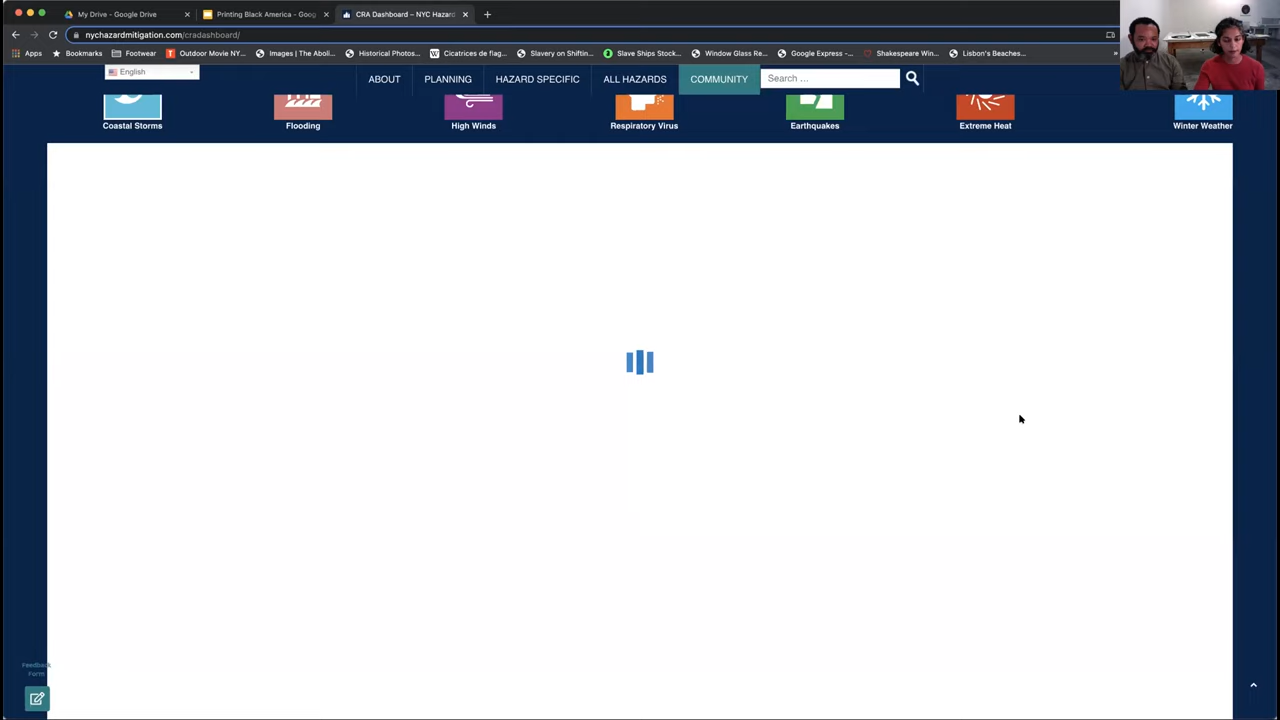 My Drive - Google Drive
Printing Black America - Goog
CRA Dashboard – NYC Hazard
nychazardmitigation.com/cradashboard/
Apps
Bookmarks
Footwear
Outdoor Movie NY...
Images | The Aboli...
Historical Photos...
Cicatrices de flag...
Slavery on Shiftin...
Slave Ships Stock...
Window Glass Re...
Google Express -...
Shakespeare Win...
Lisbon's Beaches...
English
ABOUT
PLANNING
HAZARD SPECIFIC
ALL HAZARDS
COMMUNITY
Search ...
Coastal Storms
Flooding
High Winds
Respiratory Virus
Earthquakes
Extreme Heat
Winter Weather
Feedback
Form